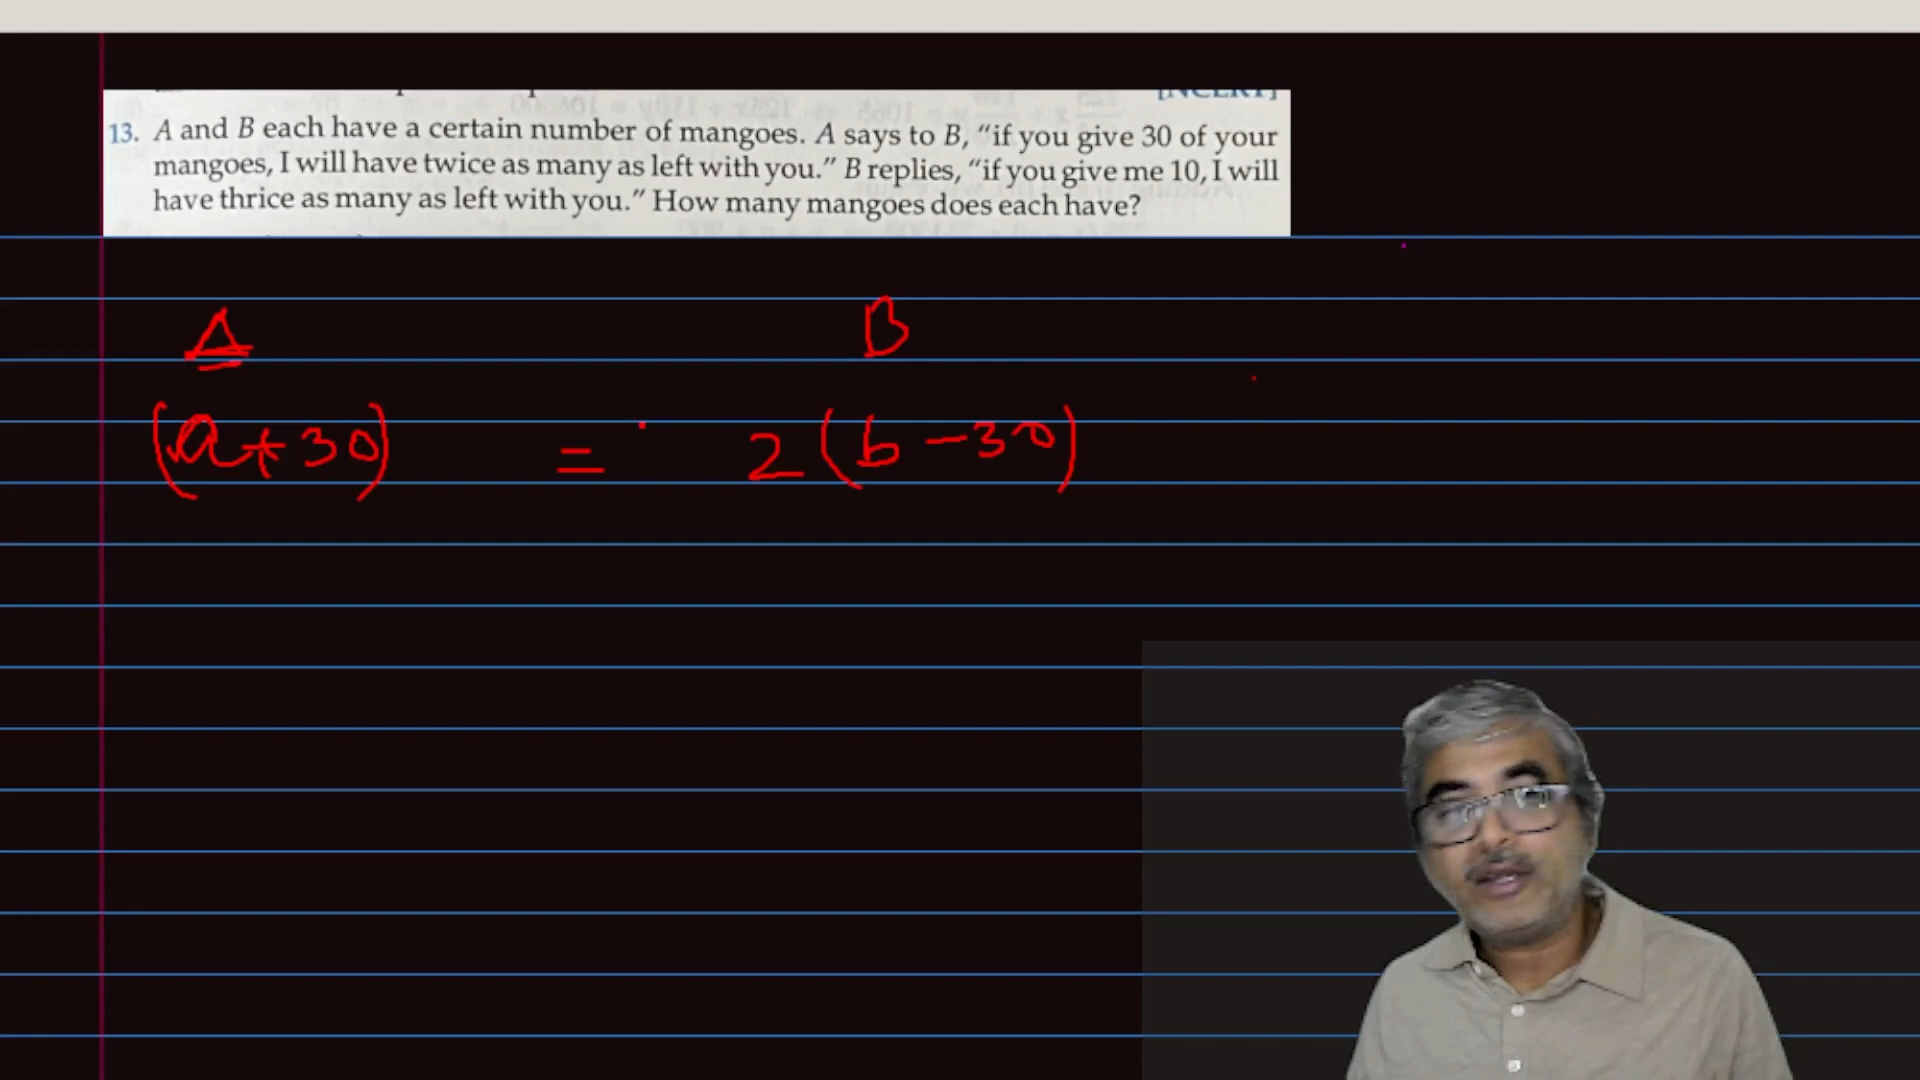 [NCERT]
13. A and B each have a certain number of mangoes. A says to B, “if you give 30 of your
mangoes, I will have twice as many as left with you.” B replies, “if you give me 10, I will
have thrice as many as left with you.” How many mangoes does each have?
A B
(a+30) = 2(b-30)